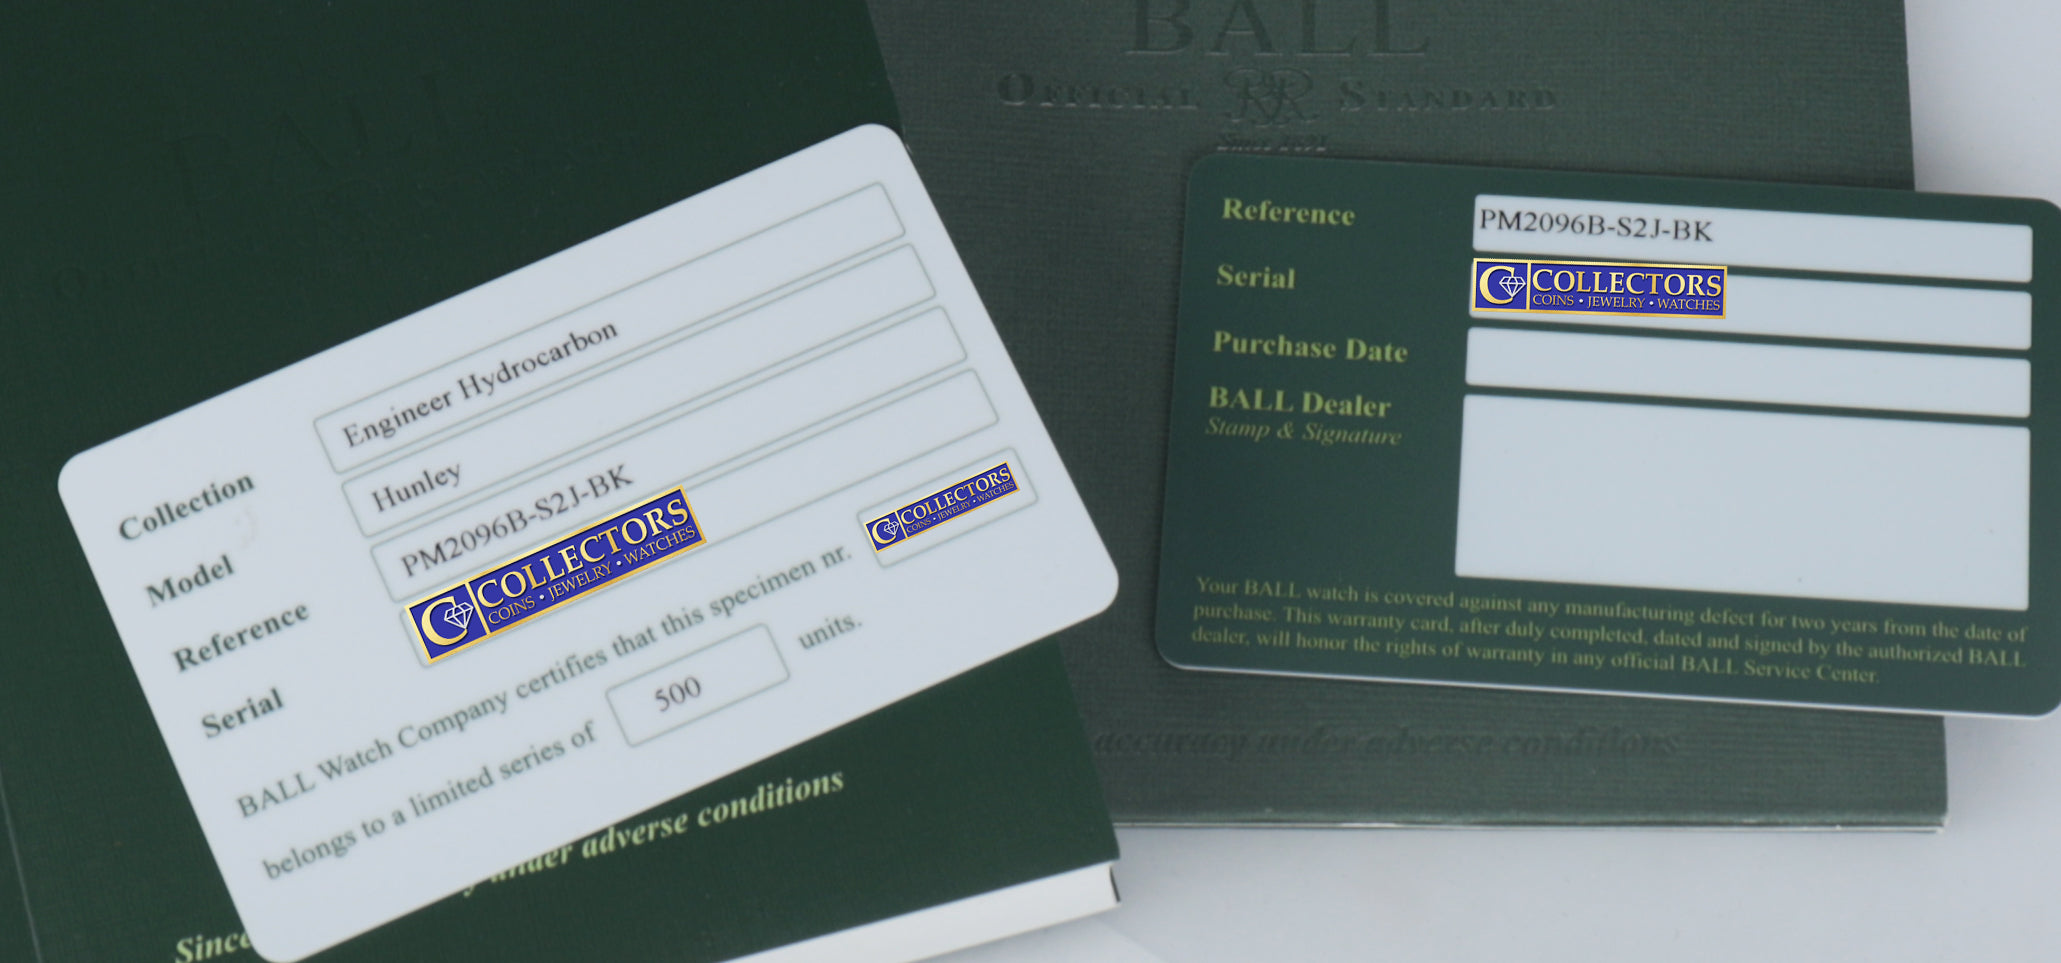 BALL
OFFICIAL RR STANDARD
Since 1891
BALL
Collection Engineer Hydrocarbon
Model Hunley
Reference PM2096B-S2J-BK
Serial
C COLLECTORS
COINS • JEWELRY • WATCHES
BALL Watch Company certifies that this specimen nr.
C COLLECTORS
COINS • JEWELRY • WATCHES
belongs to a limited series of 500 units.
under adverse conditions
Since
Reference PM2096B-S2J-BK
Serial
C COLLECTORS
COINS • JEWELRY • WATCHES
Purchase Date
BALL Dealer
Stamp & Signature
Your BALL watch is covered against any manufacturing defect for two years from the date of
purchase. This warranty card, after duly completed, dated and signed by the authorized BALL
dealer, will honor the rights of warranty in any official BALL Service Center.
accuracy under adverse conditions